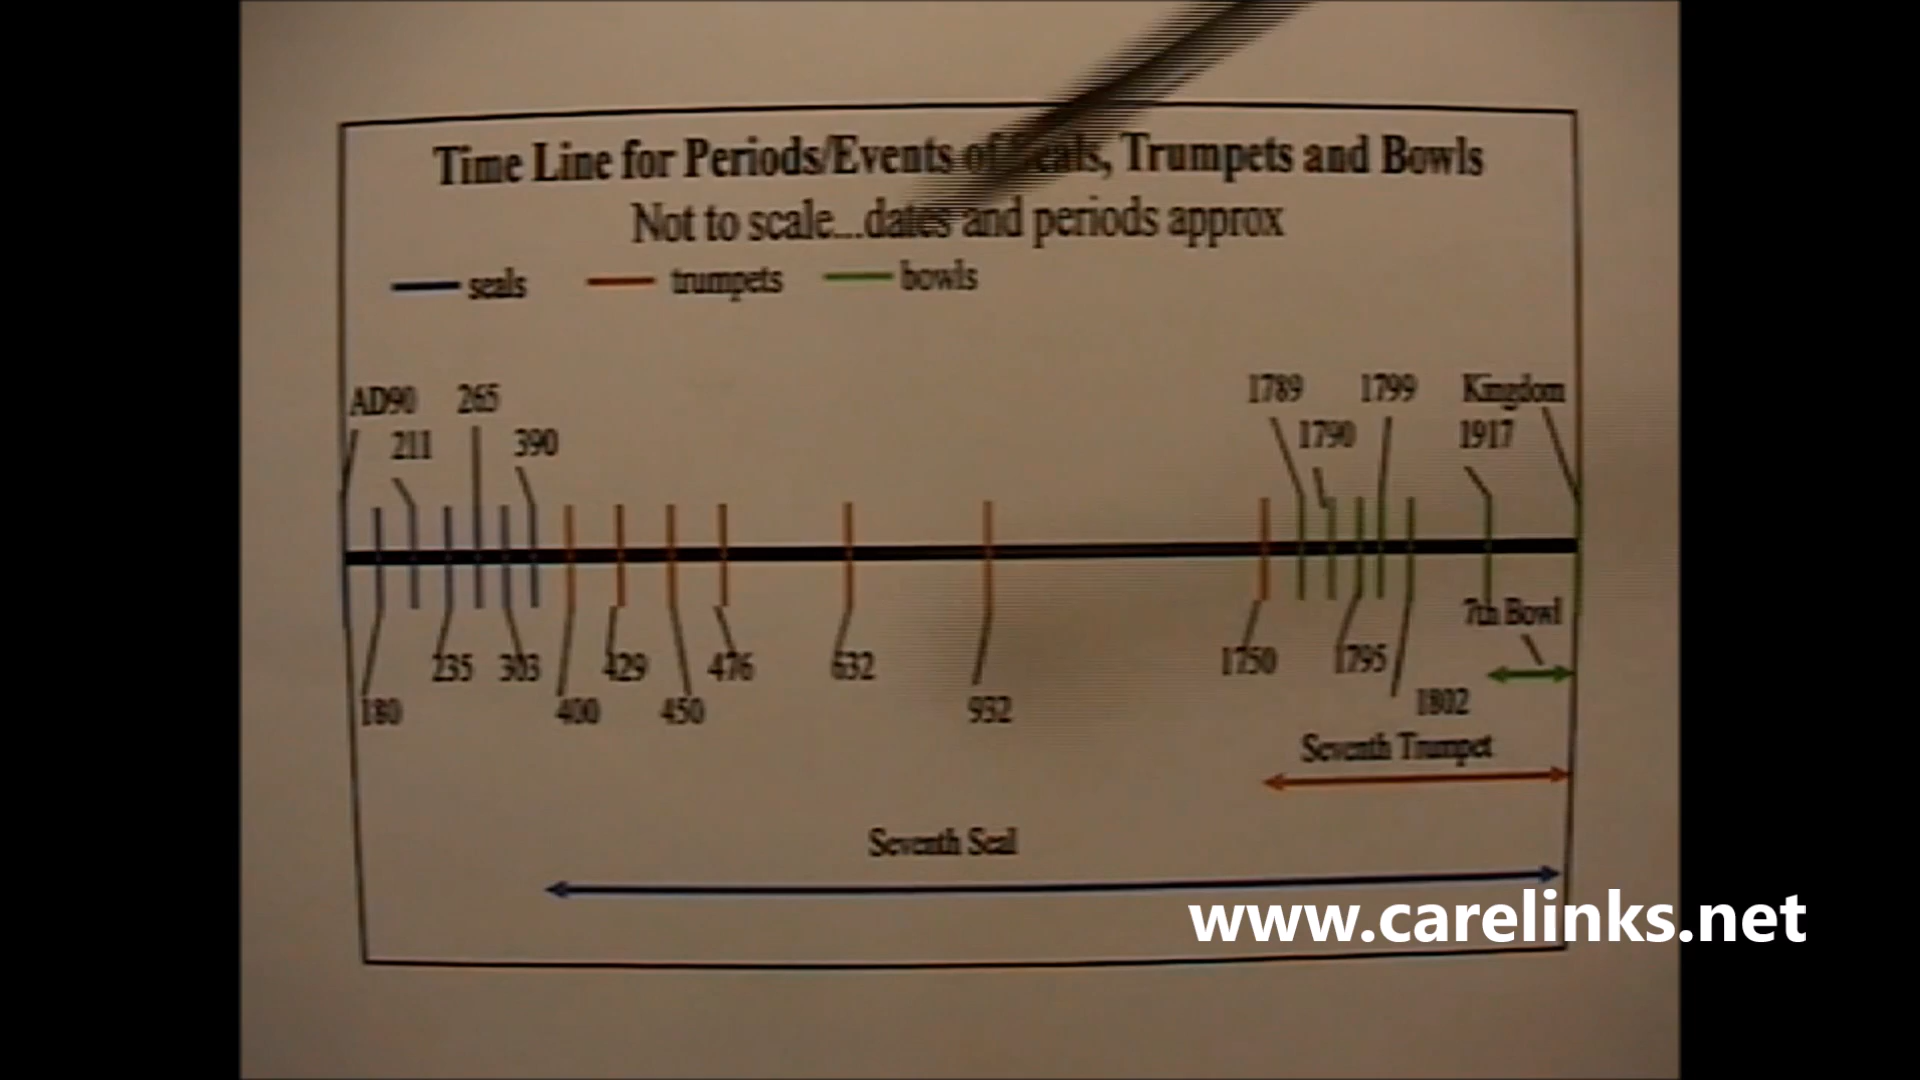 Time Line for Periods/Events of Seals, Trumpets and Bowls
Not to scale...dates and periods approx
seals trumpets bowls
AD90 265 1789 1799 Kingdom
211 390 1790 1917
7th Bowl
235 303 429 476 632 1750 1795
180 400 450 932 1802
Seventh Trumpet
Seventh Seal
www.carelinks.net